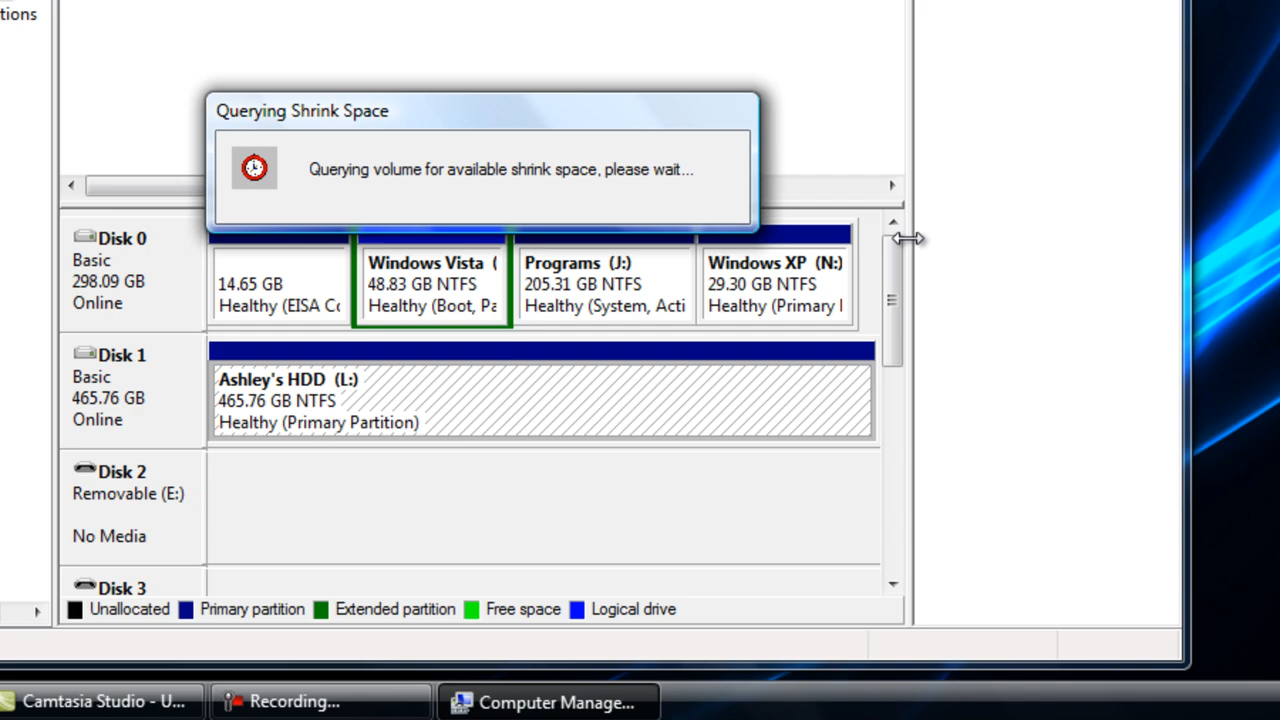 tions
Querying Shrink Space
Querying volume for available shrink space, please wait...
Disk 0
Basic
298.09 GB
Online
14.65 GB
Healthy (EISA Co
Windows Vista (
48.83 GB NTFS
Healthy (Boot, Pa
Programs (J:)
205.31 GB NTFS
Healthy (System, Acti
Windows XP (N:)
29.30 GB NTFS
Healthy (Primary
Disk 1
Basic
465.76 GB
Online
Ashley's HDD (L:)
465.76 GB NTFS
Healthy (Primary Partition)
Disk 2
Removable (E:)
No Media
Disk 3
Unallocated Primary partition Extended partition Free space Logical drive
Camtasia Studio - U... Recording... Computer Manage...